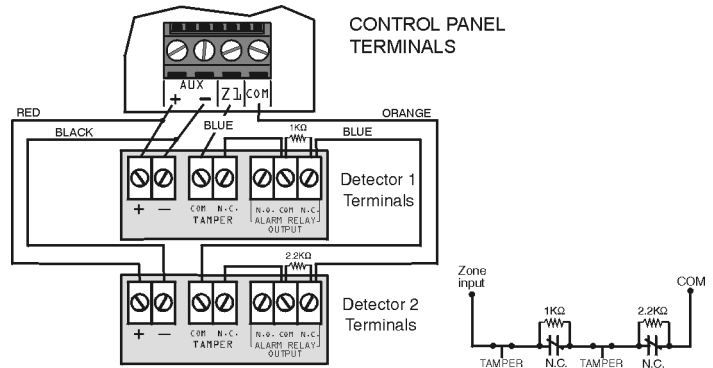 CONTROL PANEL
TERMINALS
AUX
+ − Z1 COM
RED
ORANGE
BLACK
BLUE
1KΩ
BLUE
Detector 1
Terminals
+ − COM N.C. N.O. COM N.C.
TAMPER
ALARM RELAY
OUTPUT
2.2KΩ
Detector 2
Terminals
+ − COM N.C. N.O. COM N.C.
TAMPER
ALARM RELAY
OUTPUT
Zone
input
COM
1KΩ
2.2KΩ
TAMPER N.C. TAMPER N.C.